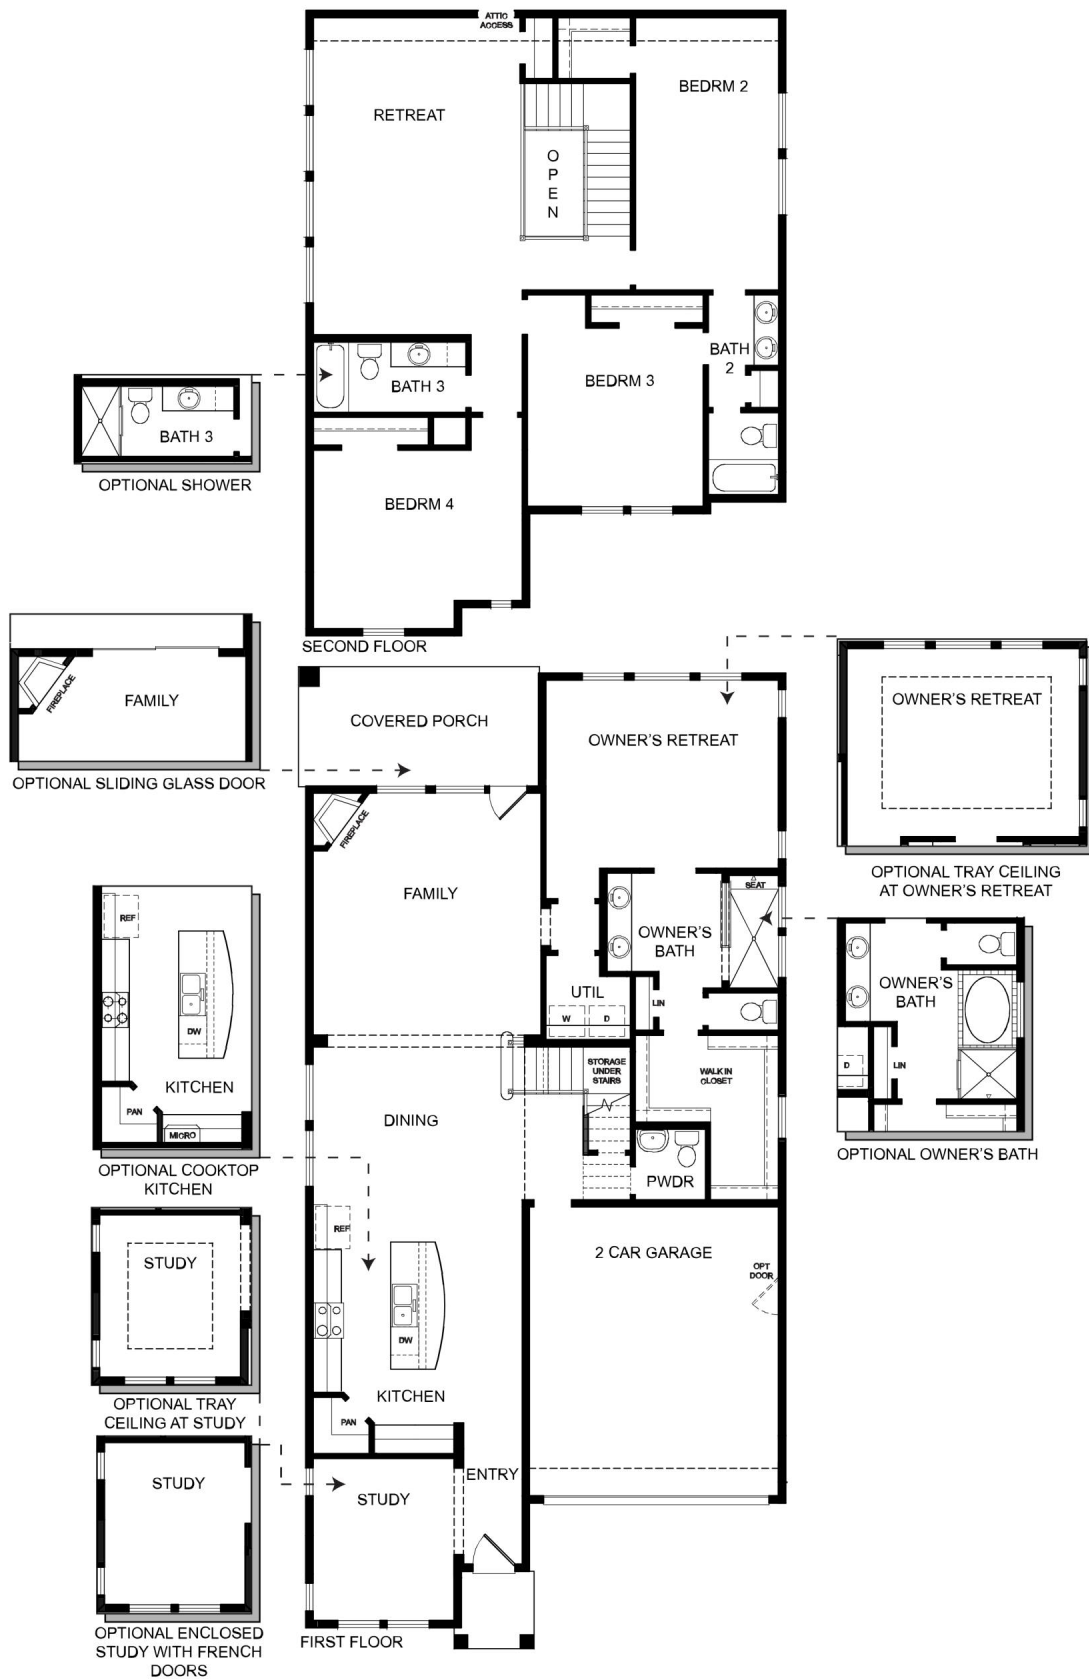 ATTIC
ACCESS
RETREAT
BEDRM 2
O
P
E
N
BATH
2
BEDRM 3
BATH 3
BATH 3
OPTIONAL SHOWER
BEDRM 4
SECOND FLOOR
FIREPLACE
FAMILY
OPTIONAL SLIDING GLASS DOOR
COVERED PORCH
OWNER'S RETREAT
OWNER'S RETREAT
OPTIONAL TRAY CEILING
AT OWNER'S RETREAT
FIREPLACE
FAMILY
SEAT
OWNER'S
BATH
UTIL
W
D
LIN
OWNER'S
BATH
D
LIN
OPTIONAL OWNER'S BATH
REF
DW
KITCHEN
PAN
MICRO
OPTIONAL COOKTOP
KITCHEN
STORAGE
UNDER
STAIRS
WALK IN
CLOSET
DINING
PWDR
REF
DW
KITCHEN
PAN
2 CAR GARAGE
OPT
DOOR
STUDY
OPTIONAL TRAY
CEILING AT STUDY
STUDY
OPTIONAL ENCLOSED
STUDY WITH FRENCH
DOORS
ENTRY
STUDY
FIRST FLOOR